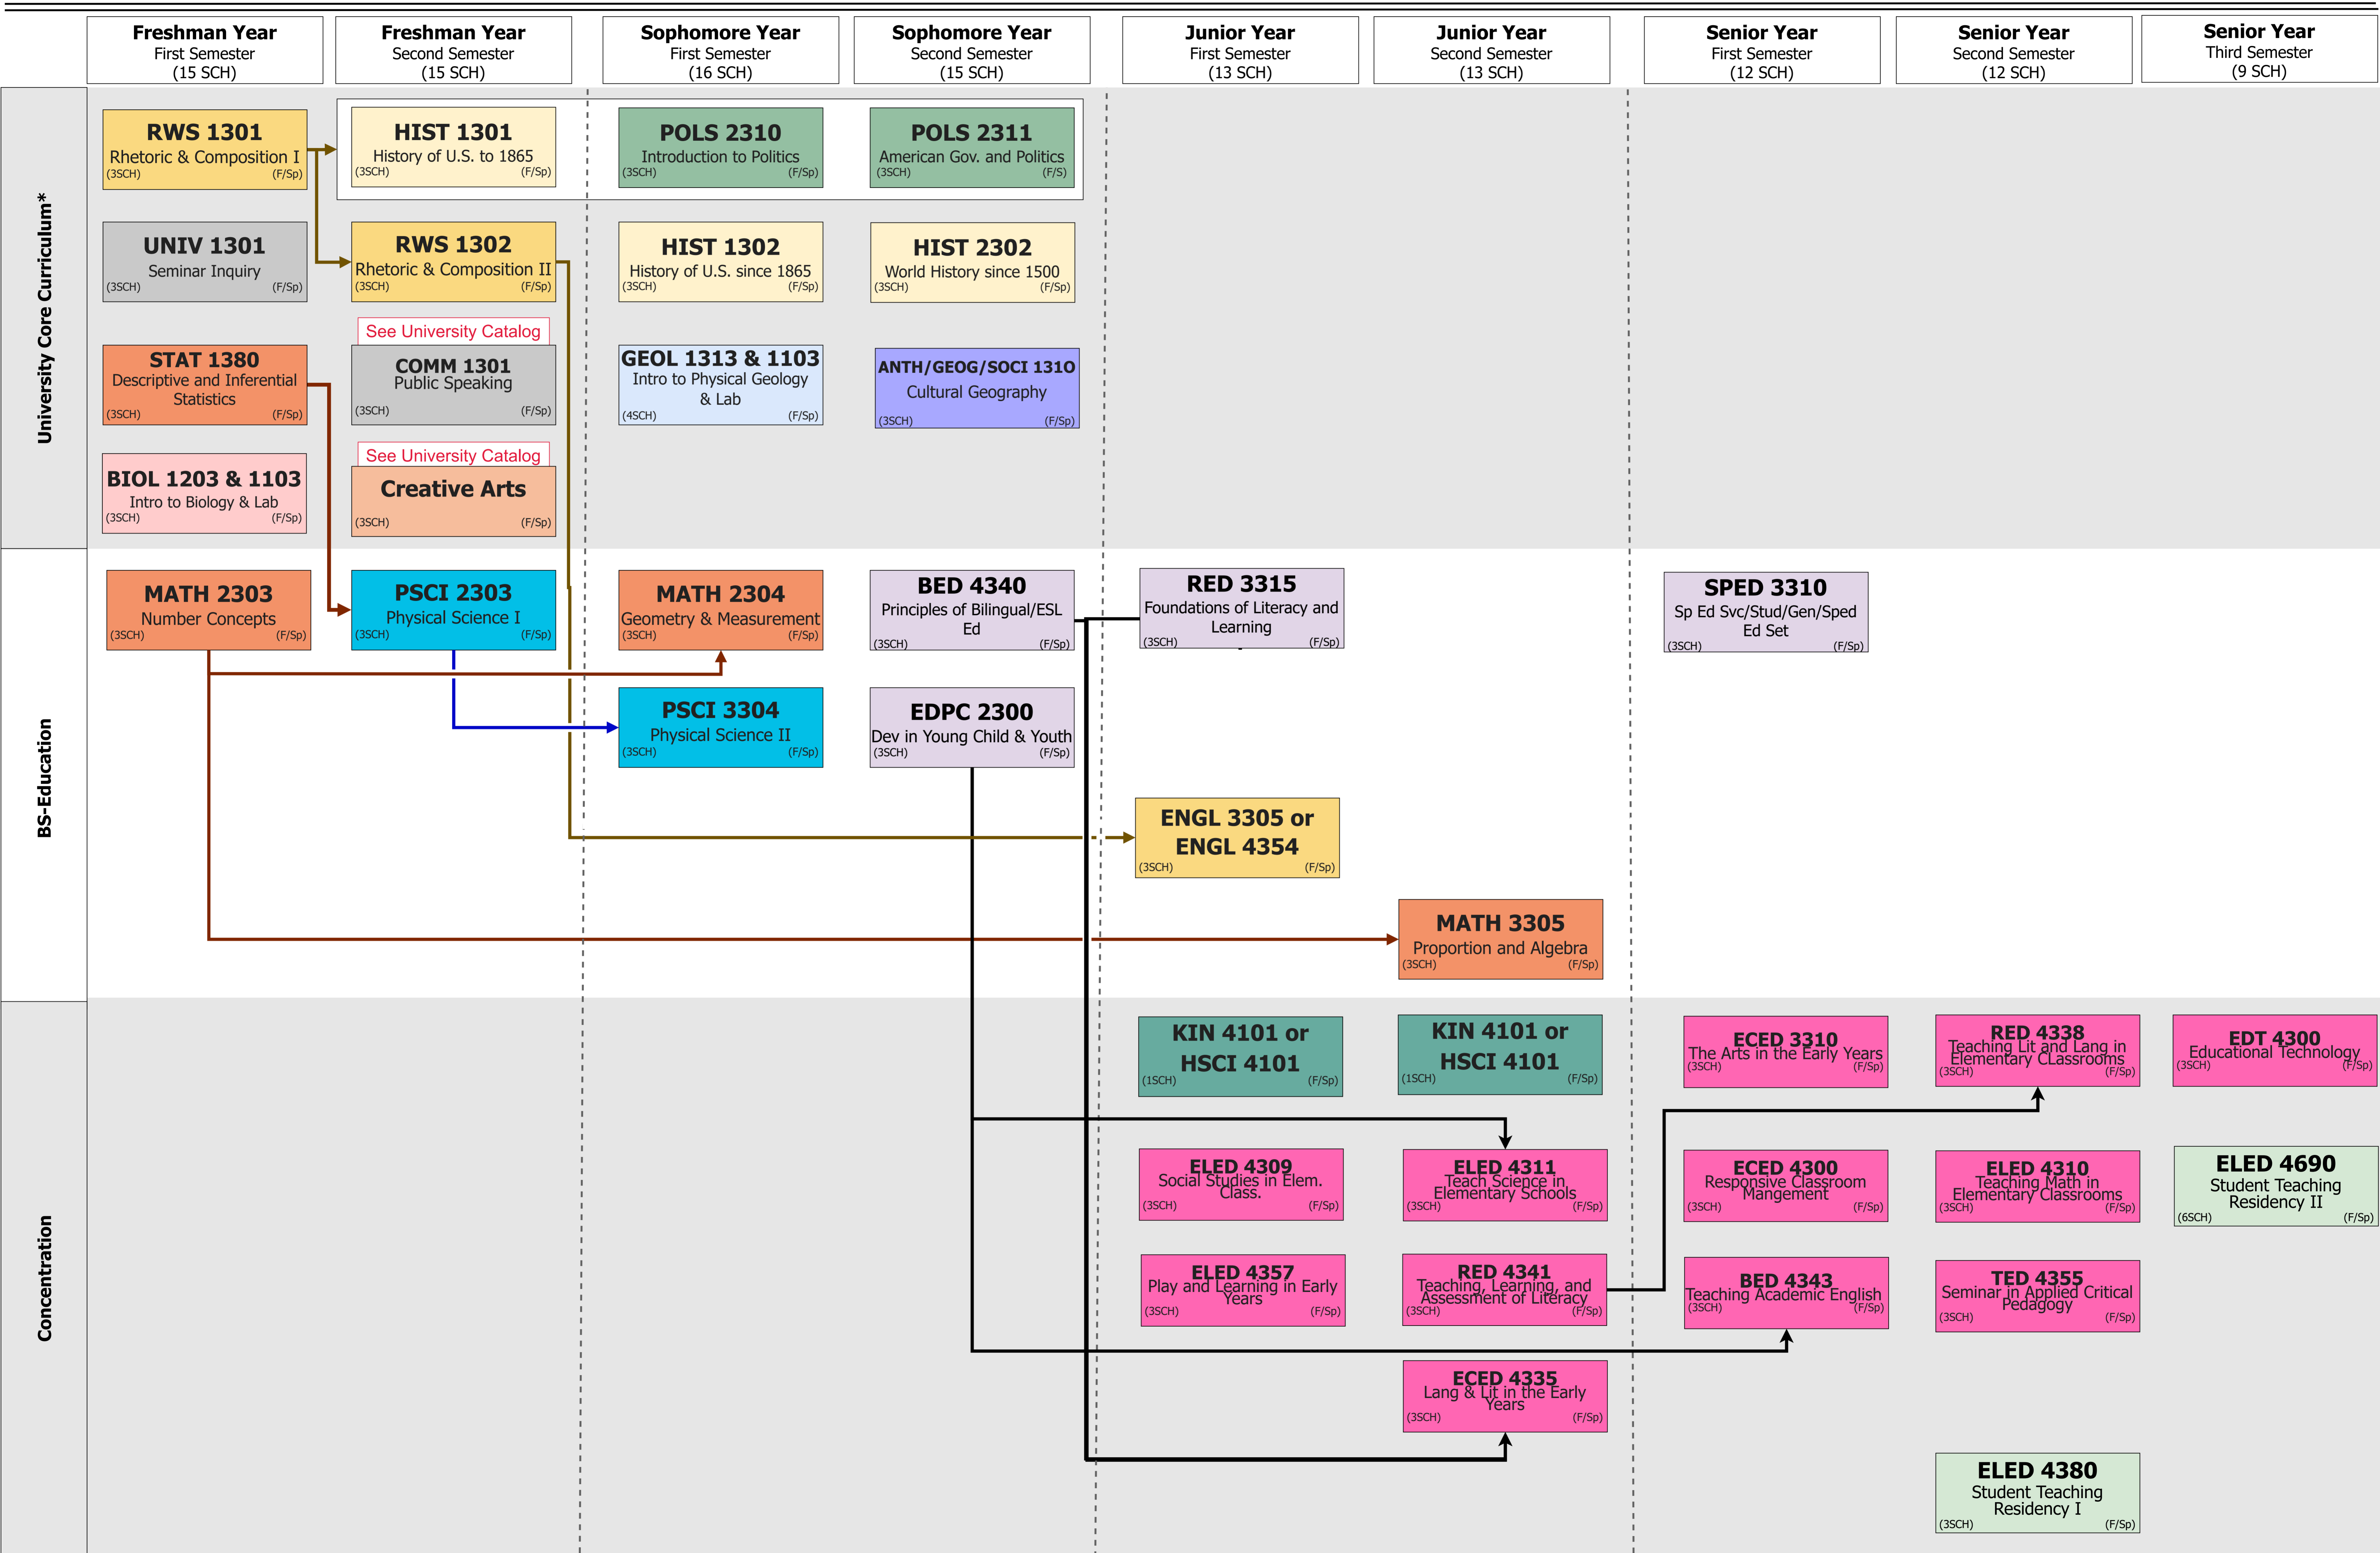 Freshman Year
First Semester
(15 SCH)
Freshman Year
Second Semester
(15 SCH)
Sophomore Year
First Semester
(16 SCH)
Sophomore Year
Second Semester
(15 SCH)
Junior Year
First Semester
(13 SCH)
Junior Year
Second Semester
(13 SCH)
Senior Year
First Semester
(12 SCH)
Senior Year
Second Semester
(12 SCH)
Senior Year
Third Semester
(9 SCH)
University Core Curriculum*
RWS 1301
Rhetoric & Composition I
(3SCH) (F/Sp)
HIST 1301
History of U.S. to 1865
(3SCH) (F/Sp)
POLS 2310
Introduction to Politics
(3SCH) (F/Sp)
POLS 2311
American Gov. and Politics
(3SCH) (F/S)
UNIV 1301
Seminar Inquiry
(3SCH) (F/Sp)
RWS 1302
Rhetoric & Composition II
(3SCH) (F/Sp)
HIST 1302
History of U.S. since 1865
(3SCH) (F/Sp)
HIST 2302
World History since 1500
(3SCH) (F/Sp)
STAT 1380
Descriptive and Inferential
Statistics
(3SCH) (F/Sp)
See University Catalog
COMM 1301
Public Speaking
(3SCH) (F/Sp)
GEOL 1313 & 1103
Intro to Physical Geology
& Lab
(4SCH) (F/Sp)
ANTH/GEOG/SOCI 131O
Cultural Geography
(3SCH) (F/Sp)
BIOL 1203 & 1103
Intro to Biology & Lab
(3SCH) (F/Sp)
See University Catalog
Creative Arts
(3SCH) (F/Sp)
BS-Education
MATH 2303
Number Concepts
(3SCH) (F/Sp)
PSCI 2303
Physical Science I
(3SCH) (F/Sp)
MATH 2304
Geometry & Measurement
(3SCH) (F/Sp)
BED 4340
Principles of Bilingual/ESL
Ed
(3SCH) (F/Sp)
RED 3315
Foundations of Literacy and
Learning
(3SCH) (F/Sp)
SPED 3310
Sp Ed Svc/Stud/Gen/Sped
Ed Set
(3SCH) (F/Sp)
PSCI 3304
Physical Science II
(3SCH) (F/Sp)
EDPC 2300
Dev in Young Child & Youth
(3SCH) (F/Sp)
ENGL 3305 or
ENGL 4354
(3SCH) (F/Sp)
MATH 3305
Proportion and Algebra
(3SCH) (F/Sp)
Concentration
KIN 4101 or
HSCI 4101
(1SCH) (F/Sp)
KIN 4101 or
HSCI 4101
(1SCH) (F/Sp)
ECED 3310
The Arts in the Early Years
(3SCH) (F/Sp)
RED 4338
Teaching Lit and Lang in
Elementary CLassrooms
(3SCH) (F/Sp)
EDT 4300
Educational Technology
(3SCH) (F/Sp)
ELED 4309
Social Studies in Elem.
Class.
(3SCH) (F/Sp)
ELED 4311
Teach Science in
Elementary Schools
(3SCH) (F/Sp)
ECED 4300
Responsive Classroom
Mangement
(3SCH) (F/Sp)
ELED 4310
Teaching Math in
Elementary Classrooms
(3SCH) (F/Sp)
ELED 4690
Student Teaching
Residency II
(6SCH) (F/Sp)
ELED 4357
Play and Learning in Early
Years
(3SCH) (F/Sp)
RED 4341
Teaching, Learning, and
Assessment of Literacy
(3SCH) (F/Sp)
BED 4343
Teaching Academic English
(3SCH) (F/Sp)
TED 4355
Seminar in Applied Critical
Pedagogy
(3SCH) (F/Sp)
ECED 4335
Lang & Lit in the Early
Years
(3SCH) (F/Sp)
ELED 4380
Student Teaching
Residency I
(3SCH) (F/Sp)